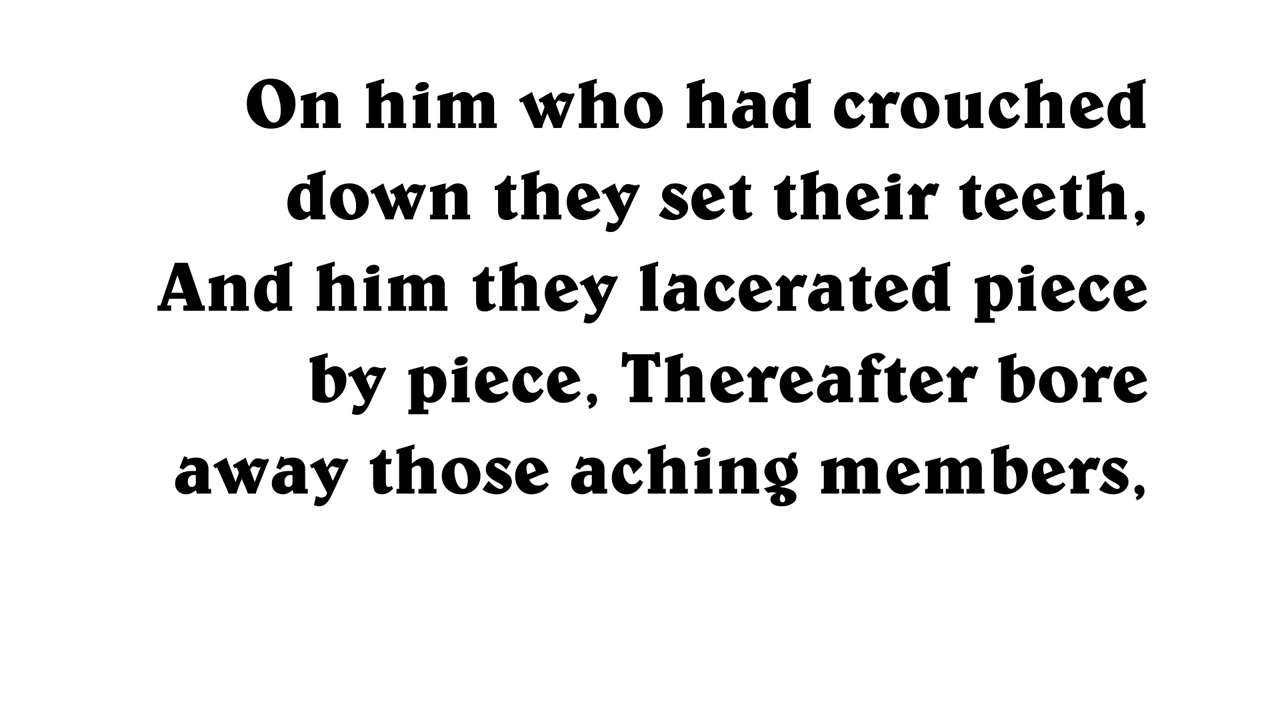 On him who had crouched
down they set their teeth,
And him they lacerated piece
by piece, Thereafter bore
away those aching members,